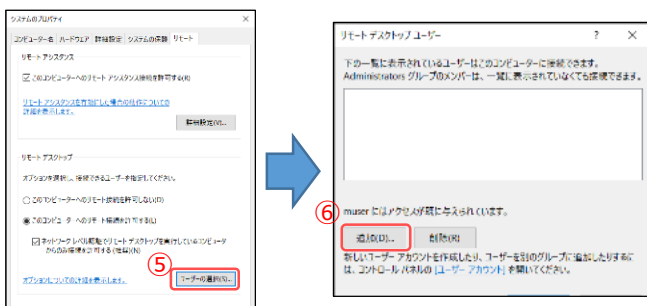 システムのプロパティ
コンピューター名 ハードウェア 詳細設定 システムの保護 リモート
リモート アシスタンス
このコンピューターへのリモート アシスタンス接続を許可する(R)
リモート アシスタンスを有効にした場合の動作についての
詳細を表示します。
詳細設定(V)...
リモート デスクトップ
オプションを選択し、接続できるユーザーを指定してください。
このコンピューターへのリモート接続を許可しない(D)
このコンピューターへのリモート接続を許可する(L)
ネットワーク レベル認証でリモート デスクトップを実行しているコンピューター
からのみ接続を許可する (推奨)(N)
⑤
オプションについての詳細を表示します。
ユーザーの選択(S)...
リモート デスクトップ ユーザー ? ×
下の一覧に表示されているユーザーはこのコンピューターに接続できます。
Administrators グループのメンバーは、一覧に表示されていなくても接続できます。
⑥
muser にはアクセスが既に与えられています。
追加(D)... 削除(R)
新しいユーザー アカウントを作成したり、ユーザーを別のグループに追加したりするに
は、コントロール パネルの [ユーザー アカウント] を開いてください。